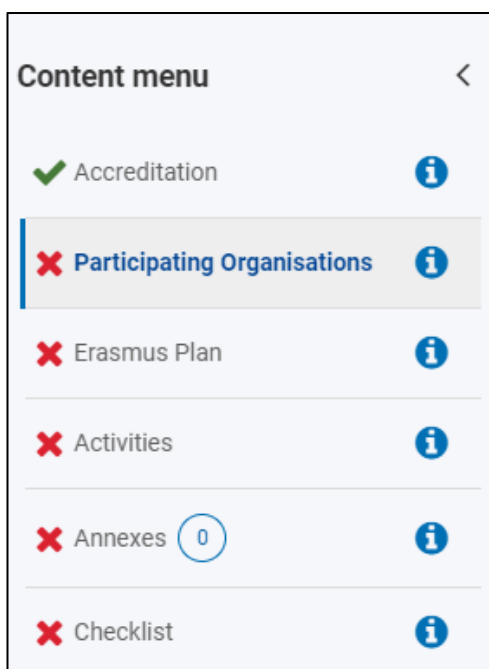 Content menu
Accreditation
Participating Organisations
Erasmus Plan
Activities
Annexes 0
Checklist